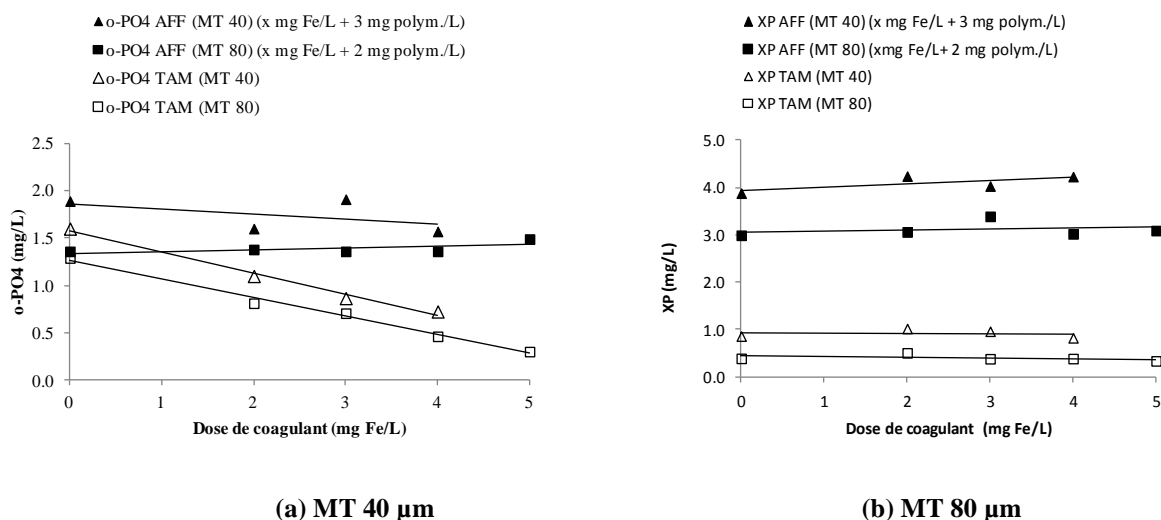 o-PO4 AFF (MT 40) (x mg Fe/L + 3 mg polym./L)
o-PO4 AFF (MT 80) (x mg Fe/L + 2 mg polym./L)
o-PO4 TAM (MT 40)
o-PO4 TAM (MT 80)
2.5
2.0
1.5
1.0
0.5
0.0
o-PO4 (mg/L)
0 1 2 3 4 5
Dose de coagulant (mg Fe/L)
(a) MT 40 µm
XP AFF (MT 40) (x mg Fe/L + 3 mg polym./L)
XP AFF (MT 80) (xmg Fe/L+ 2 mg polym./L)
XP TAM (MT 40)
XP TAM (MT 80)
5.0
4.0
3.0
2.0
1.0
0.0
XP (mg/L)
0 1 2 3 4 5
Dose de coagulant (mg Fe/L)
(b) MT 80 µm